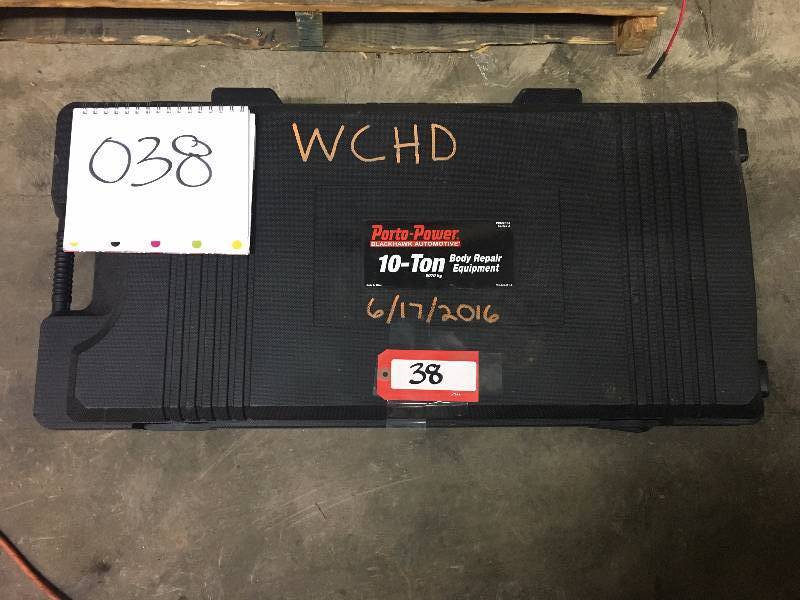 038
WCHD
Porto-Power
BLACKHAWK AUTOMOTIVE
10-Ton Body Repair Equipment
6/17/2016
38